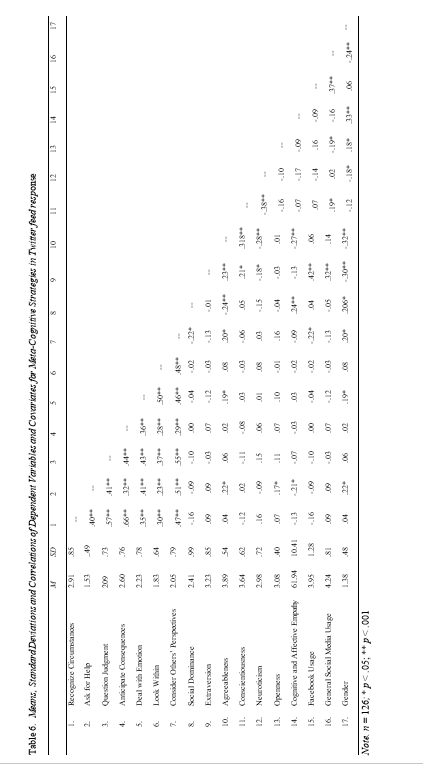 Table 6. Means, Standard Deviations and Correlations of Dependent Variables and Covariates for Meta-Cognitive Strategies in Twitter feed response
M SD 1 2 3 4 5 6 7 8 9 10 11 12 13 14 15 16 17
1. Recognize Circumstances 2.91 .85 --
2. Ask for Help 1.53 .49 .40** --
3. Question Judgment 209 .73 .57** .41** --
4. Anticipate Consequences 2.60 .76 .66** .32** .44** --
5. Deal with Emotion 2.23 .78 .35** .41** .43** .36** --
6. Look Within 1.83 .64 .30** .23** .37** .28** .50** --
7. Consider Others' Perspectives 2.05 .79 .47** .51** .55** .29** .46** .48** --
8. Social Dominance 2.41 .99 -.16 -.09 -.10 .00 -.04 -.02 -.22* --
9. Extraversion 3.23 .85 .09 .09 -.03 .07 -.12 -.03 -.13 -.01 --
10. Agreeableness 3.89 .54 .04 .22* .06 .02 .19* .08 .20* -.24** .23** --
11. Conscientiousness 3.64 .62 -.12 .02 -.11 -.08 .03 .03 -.06 .05 .21* .318** --
12. Neuroticism 2.98 .72 .16 -.09 .15 .06 .01 .08 .03 -.15 -.18* -.28** -.38** --
13. Openness 3.08 .40 .07 .17* .11 .07 .10 -.01 .16 -.04 -.03 .01 -.16 -.10 --
14. Cognitive and Affective Empathy 61.94 10.41 -.13 -.21* -.07 .03 .03 -.02 -.09 .24** -.13 -.27** -.07 -.17 -.09 --
15. Facebook Usage 3.95 1.28 -.16 -.09 -.10 .00 -.04 -.02 -.22* .04 .42** .06 .07 -.14 .16 -.09 --
16. General Social Media Usage 4.24 .81 .09 .09 -.03 .07 -.12 -.03 -.13 -.05 .32** .14 .19* .02 -.19* -.16 .37** --
17. Gender 1.38 .48 .04 .22* .06 .02 .19* .08 .20* .206* -.30** -.32** -.12 -.18* .18* .33** .06 -.24** --
Note. n = 126; * p < .05; ** p < .001